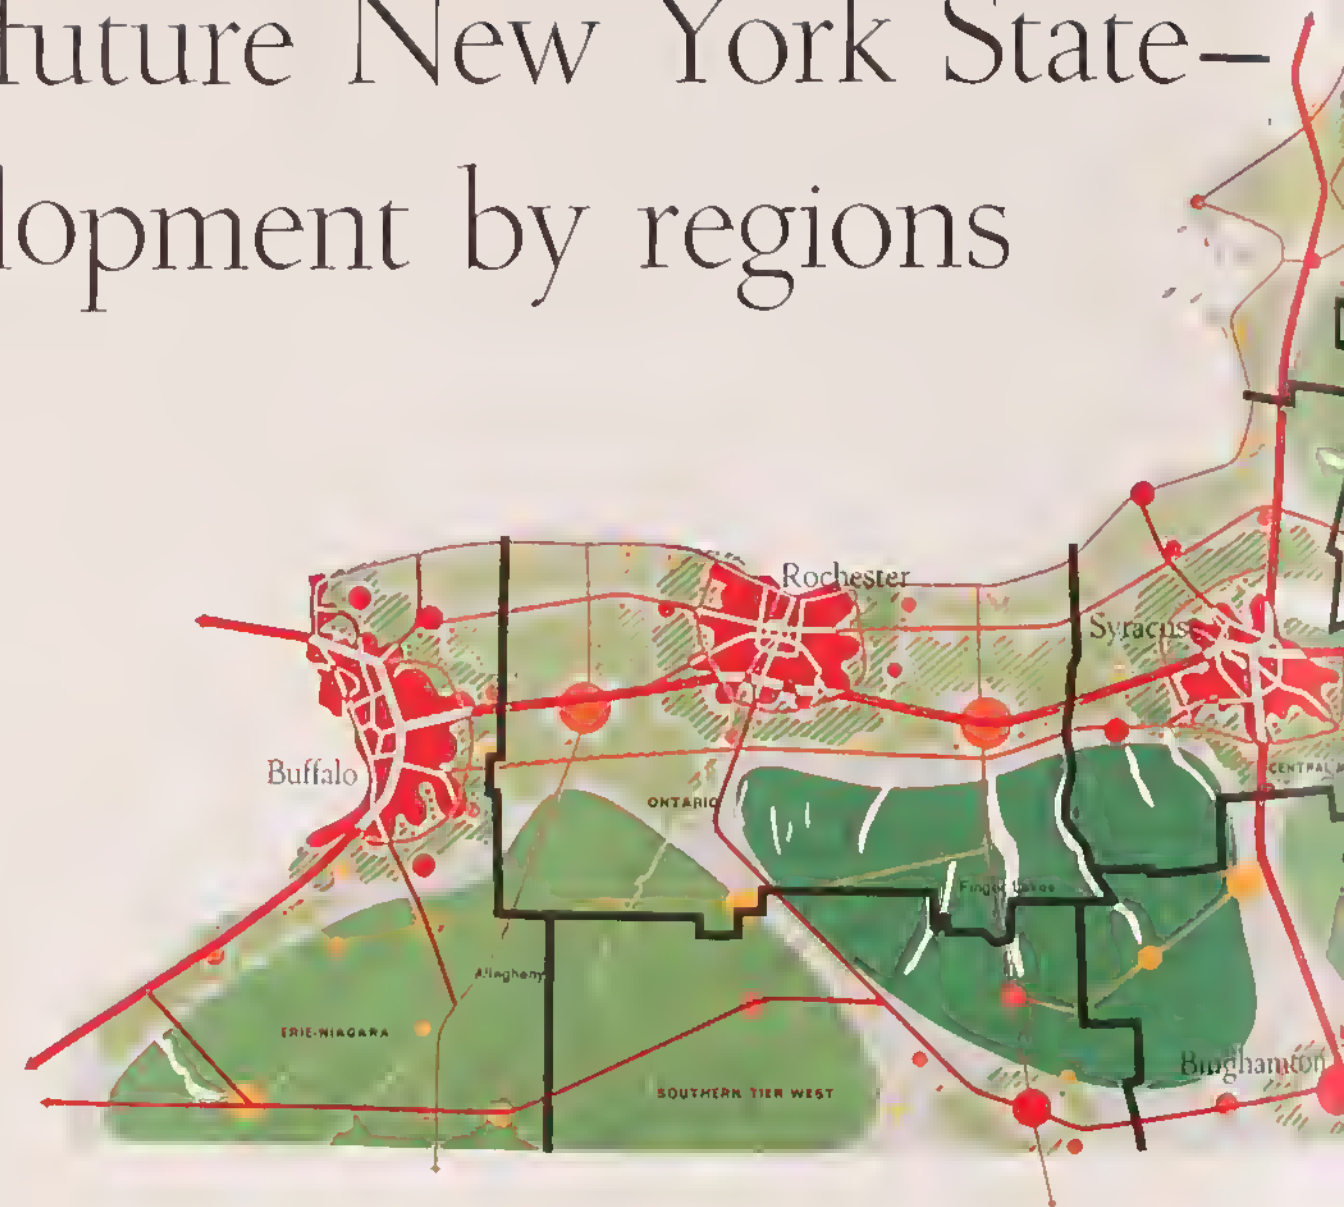 future New York State–
lopment by regions
Rochester
Syracuse
Buffalo
CENTRAL
ONTARIO
Finger Lakes
Allegheny
ERIE-NIAGARA
Binghamton
SOUTHERN TIER WEST